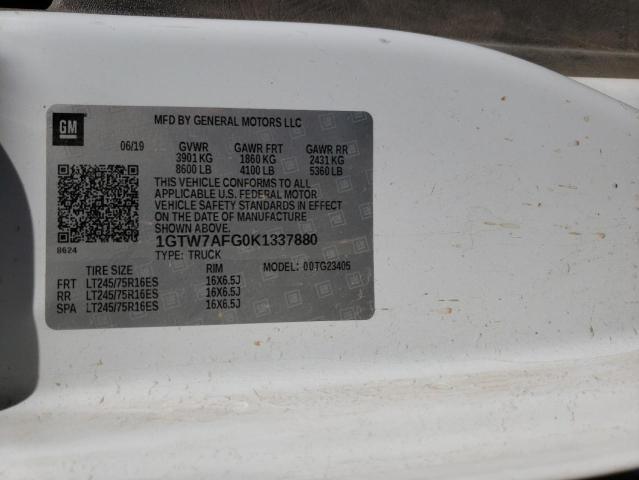 GM
MFD BY GENERAL MOTORS LLC
06/19 GVWR GAWR FRT GAWR RR
3901 KG 1860 KG 2431 KG
8600 LB 4100 LB 5360 LB
THIS VEHICLE CONFORMS TO ALL
APPLICABLE U.S. FEDERAL MOTOR
VEHICLE SAFETY STANDARDS IN EFFECT
ON THE DATE OF MANUFACTURE
SHOWN ABOVE.
8624
1GTW7AFG0K1337880
TYPE: TRUCK MODEL: 00TG23405
TIRE SIZE RIM
FRT LT245/75R16ES 16X6.5J
RR LT245/75R16ES 16X6.5J
SPA LT245/75R16ES 16X6.5J